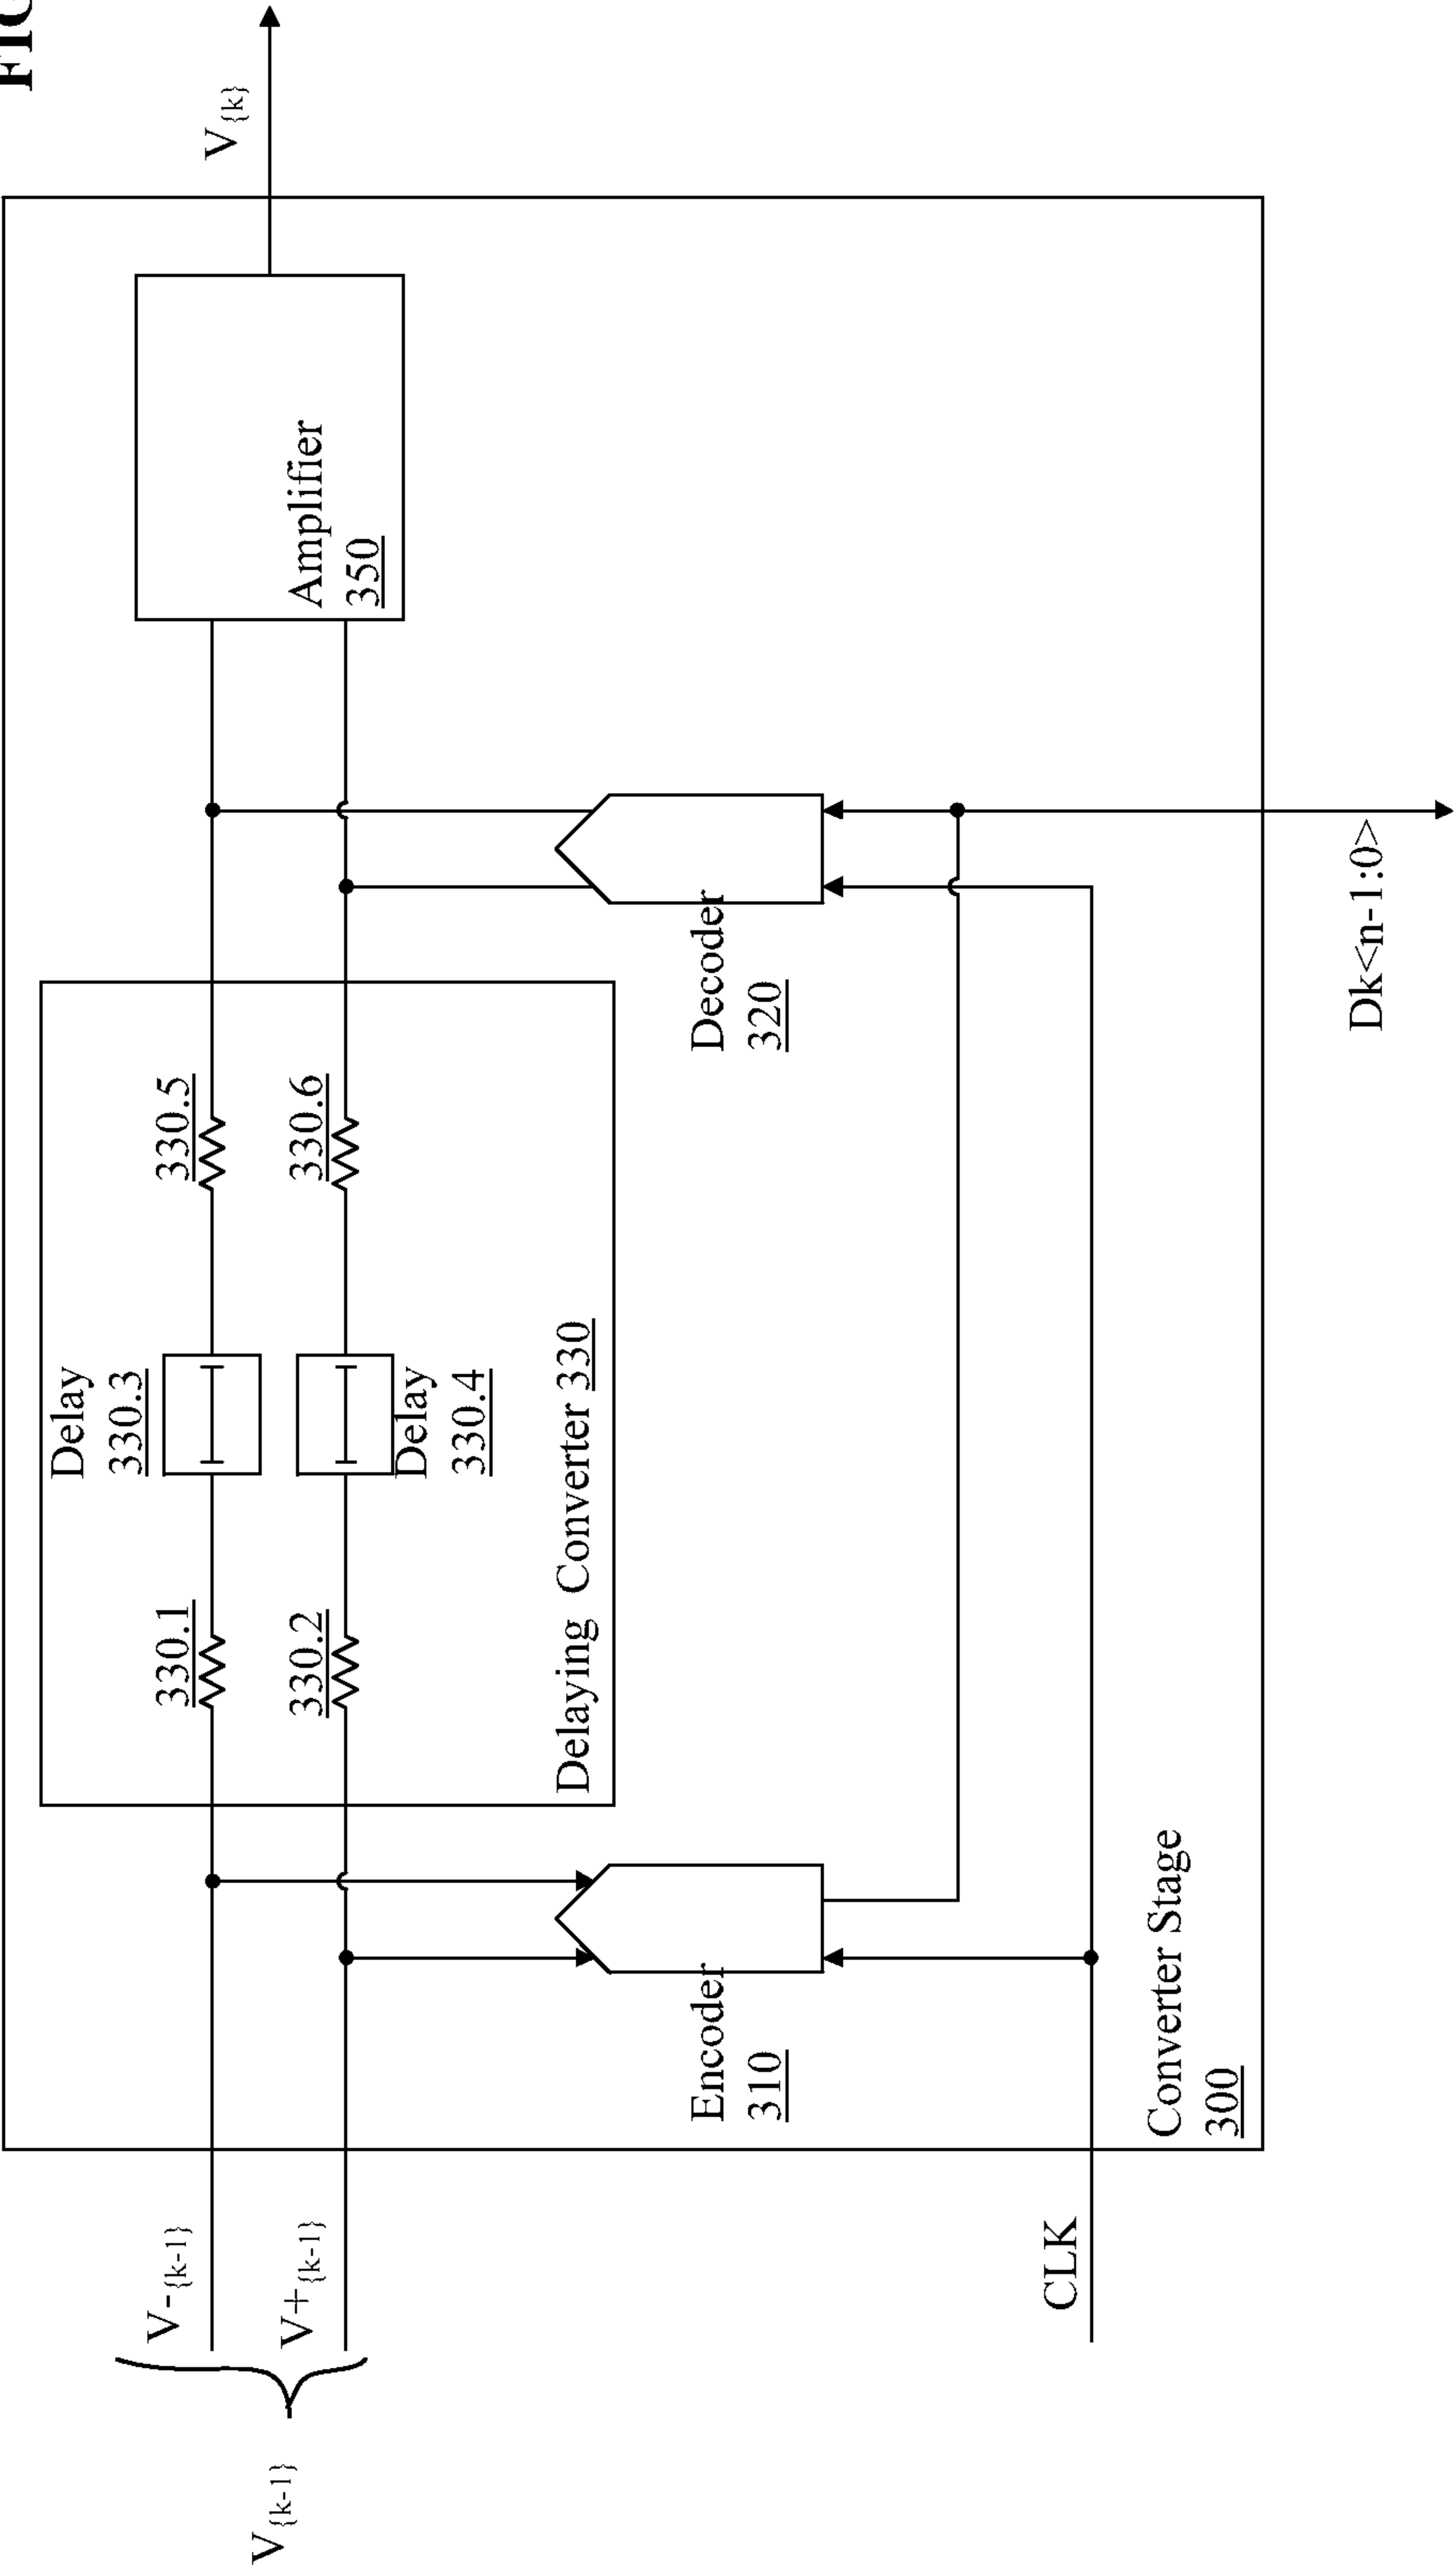 FIG
V{k}
Amplifier
350
330.5
330.6
Delay
330.3
Delay
330.4
330.1
330.2
Delaying Converter 330
Decoder
320
Encoder
310
Dk<n-1:0>
Converter Stage
300
V-{k-1}
V+{k-1}
V{k-1}
CLK